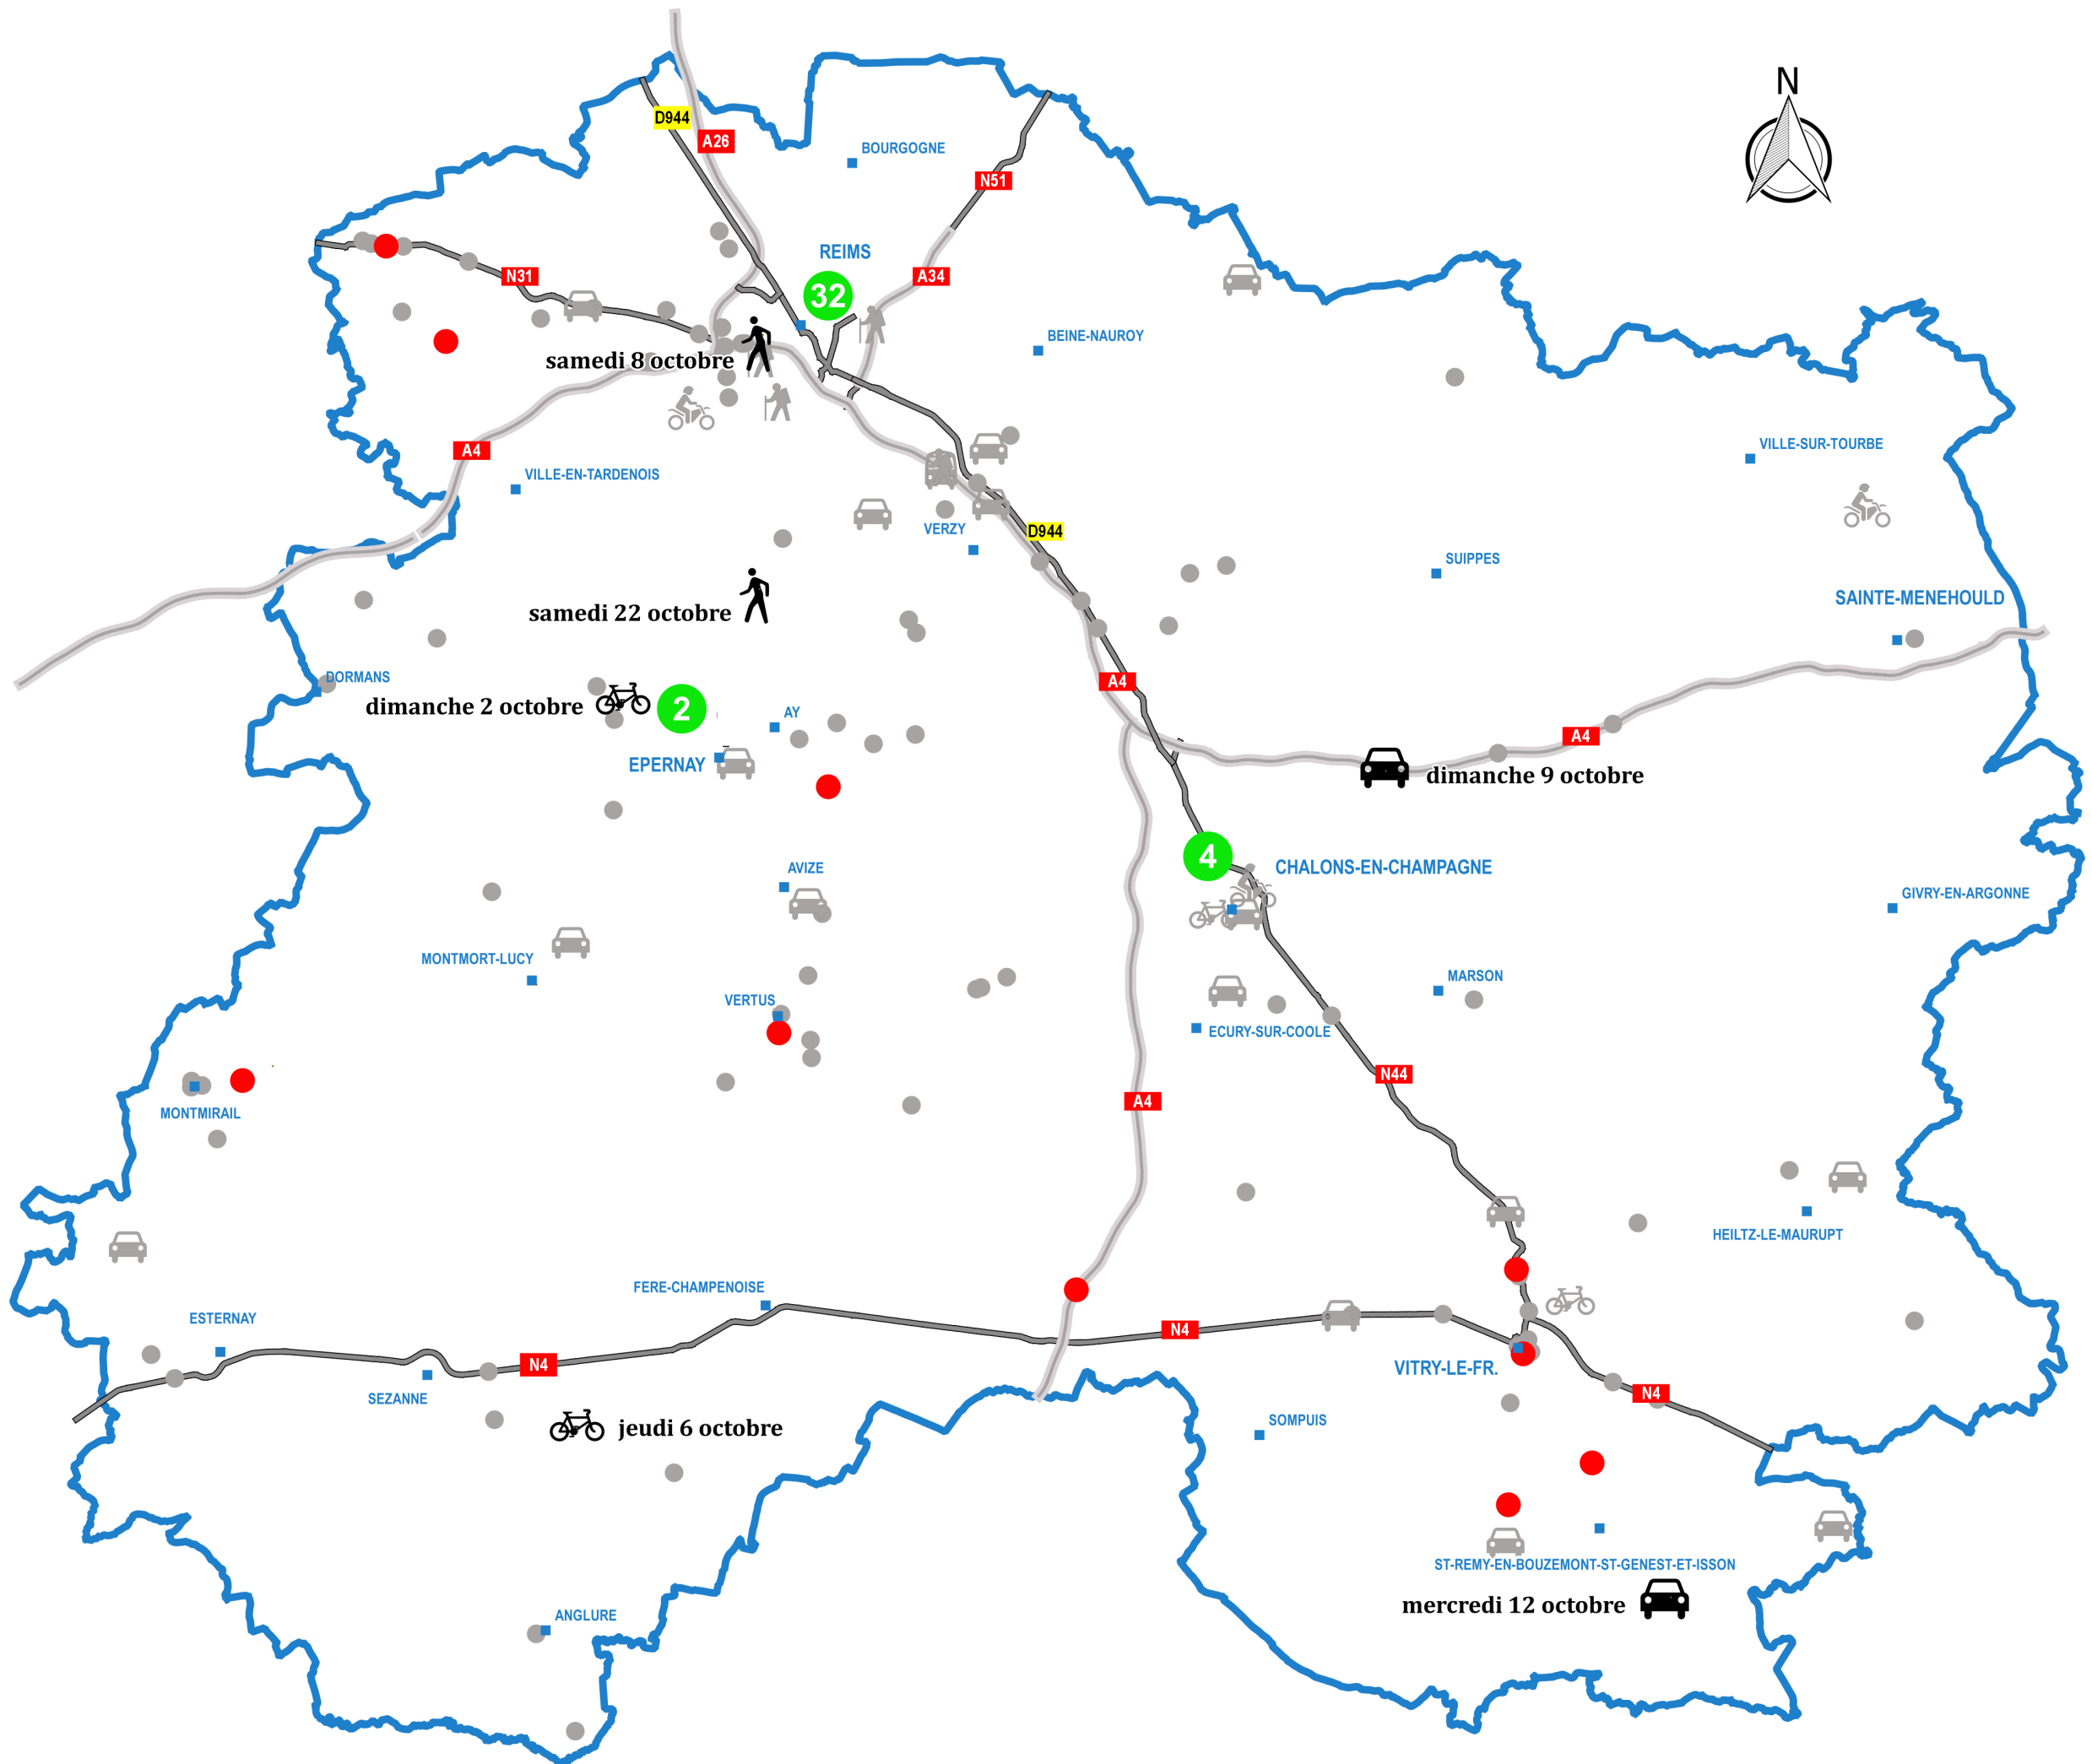 N
D944
A26
BOURGOGNE
N51
REIMS
N31
A34
32
BEINE-NAUROY
samedi 8 octobre
A4
VILLE-EN-TARDENOIS
VILLE-SUR-TOURBE
VERZY
D944
SUIPPES
SAINTE-MENEHOULD
samedi 22 octobre
DORMANS
A4
dimanche 2 octobre
2
AY
A4
EPERNAY
dimanche 9 octobre
4
AVIZE
CHALONS-EN-CHAMPAGNE
GIVRY-EN-ARGONNE
MONTMORT-LUCY
MARSON
VERTUS
ECURY-SUR-COOLE
N44
MONTMIRAIL
A4
HEILTZ-LE-MAURUPT
FERE-CHAMPENOISE
ESTERNAY
N4
N4
VITRY-LE-FR.
SEZANNE
N4
jeudi 6 octobre
SOMPUIS
ST-REMY-EN-BOUZEMONT-ST-GENEST-ET-ISSON
mercredi 12 octobre
ANGLURE